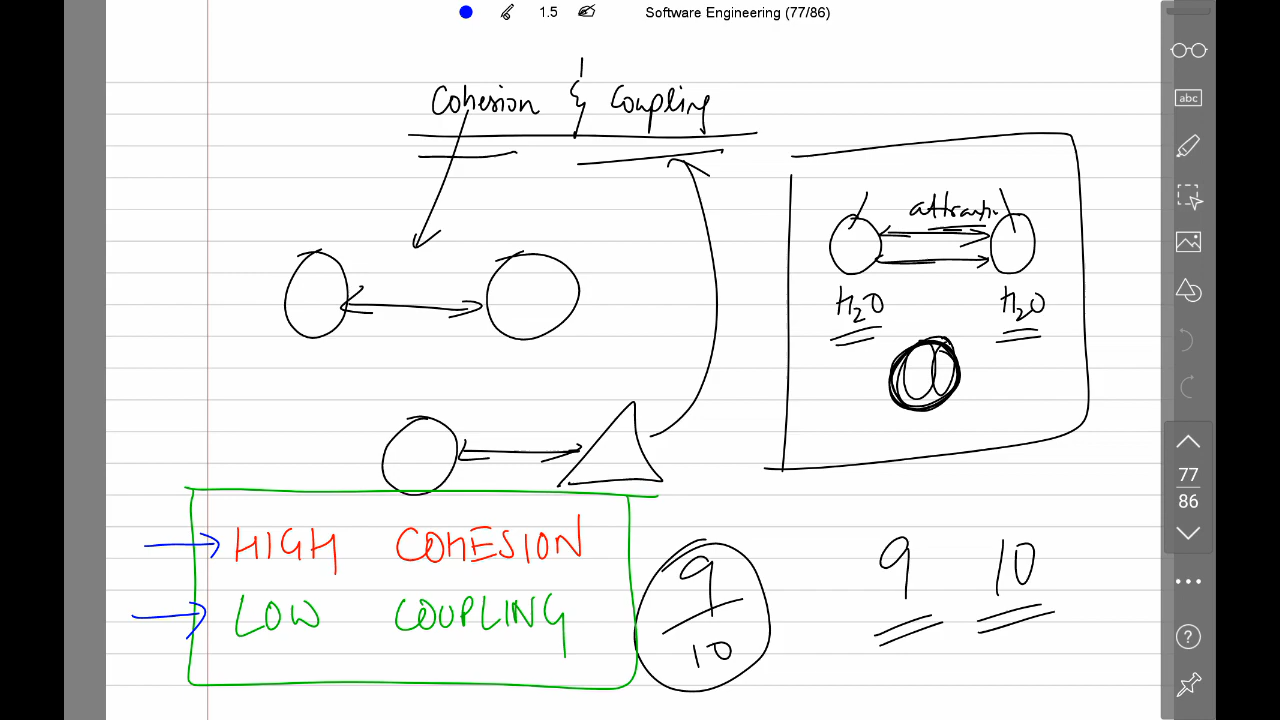 1.5 Software Engineering (77/86)
Cohesion & Coupling
abc
H2O H2O
77
86
HIGH COHESION
LOW COUPLING
9
10
9 10
?